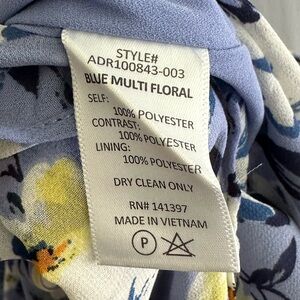 STYLE#
ADR100843-003
BLUE MULTI FLORAL
SELF:
100% POLYESTER
CONTRAST:
100% POLYESTER
LINING:
100% POLYESTER
DRY CLEAN ONLY
RN# 141397
MADE IN VIETNAM
P